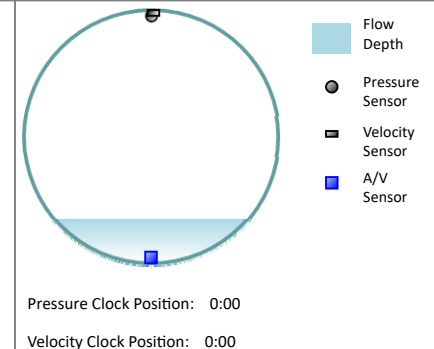 Flow
Depth
Pressure
Sensor
Velocity
Sensor
A/V
Sensor
Pressure Clock Position: 0:00
Velocity Clock Position: 0:00